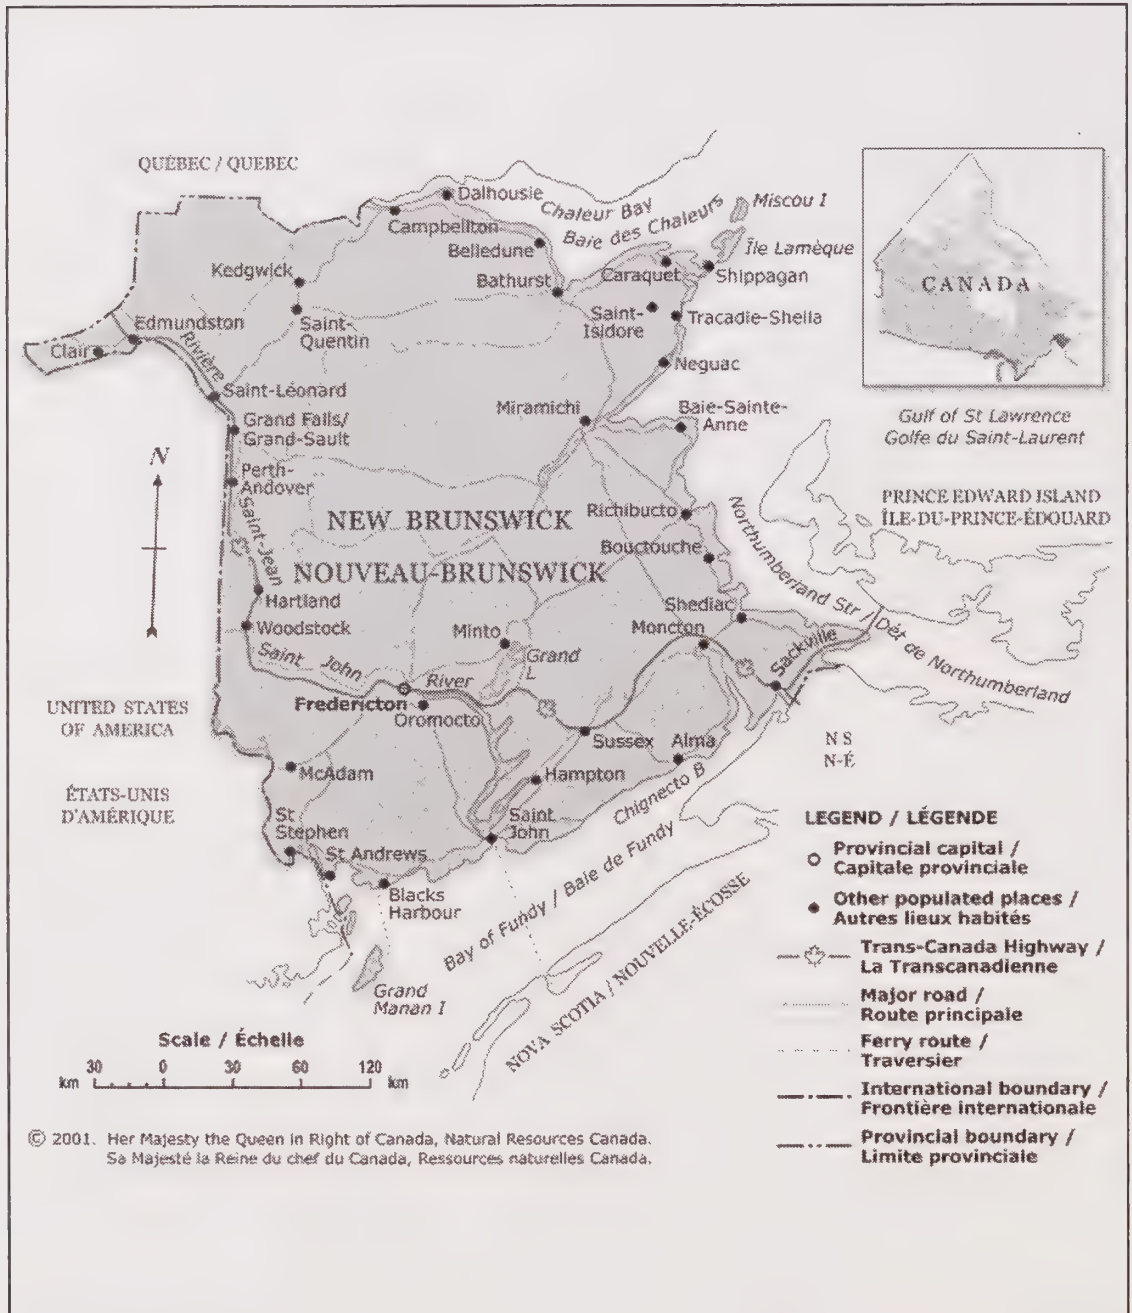 QUÉBEC / QUEBEC
Dalhousie
Campbellton
Chaleur Bay
Baie des Chaleurs
Miscou I
Île Lamèque
Belledune
Kedgwick
Bathurst
Caraquet
Shippagan
CANADA
Saint-
Quentin
Saint-
Isidore
Tracadie-Sheila
Edmundston
Clair
Rivière
Saint-Léonard
Neguac
Grand Falls/
Grand-Sault
Miramichi
Baie-Sainte-
Anne
Gulf of St Lawrence
Golfe du Saint-Laurent
N
Perth-
Andover
Saint-Jean
NEW BRUNSWICK
NOUVEAU-BRUNSWICK
Richibucto
Bouctouche
PRINCE EDWARD ISLAND
ÎLE-DU-PRINCE-ÉDOUARD
Northumberland Str / Dét de Northumberland
Hartland
Woodstock
Shediac
Moncton
Minto
Grand
L
Sackville
Saint John River
Fredericton
Oromocto
UNITED STATES
OF AMERICA
ÉTATS-UNIS
D'AMÉRIQUE
Sussex
Alma
N S
N-É
McAdam
Hampton
Chignecto B
St
Stephen
St Andrews
Saint
John
Blacks
Harbour
Bay of Fundy / Baie de Fundy
Grand
Manan I
NOVA SCOTIA / NOUVELLE-ÉCOSSE
LEGEND / LÉGENDE
Provincial capital /
Capitale provinciale
Other populated places /
Autres lieux habités
Trans-Canada Highway /
La Transcanadienne
Major road /
Route principale
Ferry route /
Traversier
International boundary /
Frontière internationale
Provincial boundary /
Limite provinciale
Scale / Échelle
km 30 0 30 60 120 km
© 2001. Her Majesty the Queen in Right of Canada, Natural Resources Canada.
Sa Majesté la Reine du chef du Canada, Ressources naturelles Canada.